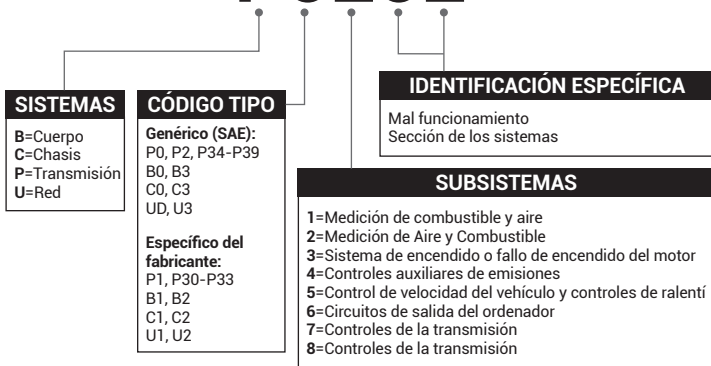 SISTEMAS
B=Cuerpo
C=Chasis
P=Transmisión
U=Red
CÓDIGO TIPO
Genérico (SAE):
P0, P2, P34-P39
B0, B3
C0, C3
UD, U3
Específico del
fabricante:
P1, P30-P33
B1, B2
C1, C2
U1, U2
IDENTIFICACIÓN ESPECÍFICA
Mal funcionamiento
Sección de los sistemas
SUBSISTEMAS
1=Medición de combustible y aire
2=Medición de Aire y Combustible
3=Sistema de encendido o fallo de encendido del motor
4=Controles auxiliares de emisiones
5=Control de velocidad del vehículo y controles de ralentí
6=Circuitos de salida del ordenador
7=Controles de la transmisión
8=Controles de la transmisión